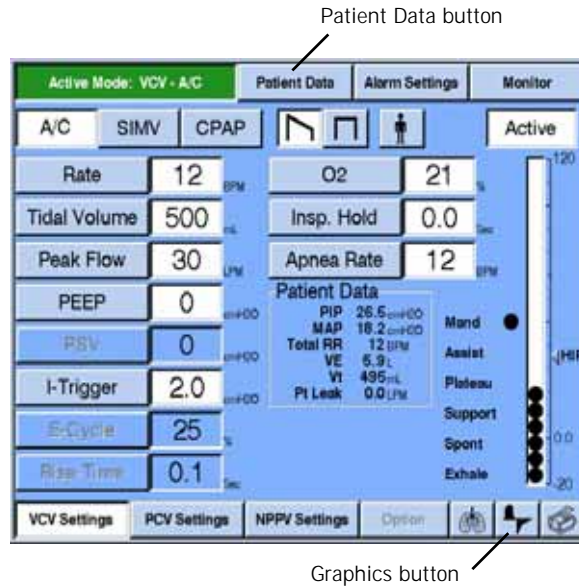 Patient Data button
Active Mode: VCV - A/C Patient Data Alarm Settings Monitor
A/C SIMV CPAP Active
Rate 12 BPM O2 21 %
120
Tidal Volume 500 mL Insp. Hold 0.0 Sec
Peak Flow 30 LPM Apnea Rate 12 BPM
PEEP 0 cmH2O
Patient Data
PIP 26.5 cmH2O
MAP 18.2 cmH2O
Total RR 12 BPM
VE 5.9 L
Vt 495 mL
Pt Leak 0.0 LPM
Mand
Assist
Plateau
Support
Spont
Exhale
HIP
0.0
-20
PSV 0 cmH2O
I-Trigger 2.0 cmH2O
E-Cycle 25 %
Rise Time 0.1 Sec
VCV Settings PCV Settings NPPV Settings Option
Graphics button